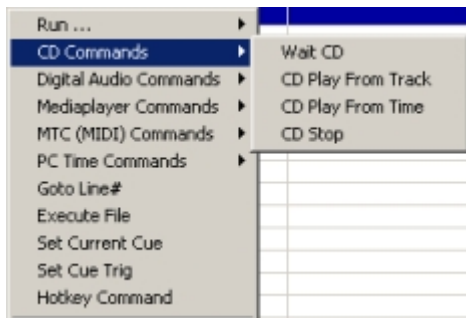 Run ...
CD Commands
Digital Audio Commands
Mediaplayer Commands
MTC (MIDI) Commands
PC Time Commands
Goto Line#
Execute File
Set Current Cue
Set Cue Trig
Hotkey Command
Wait CD
CD Play From Track
CD Play From Time
CD Stop